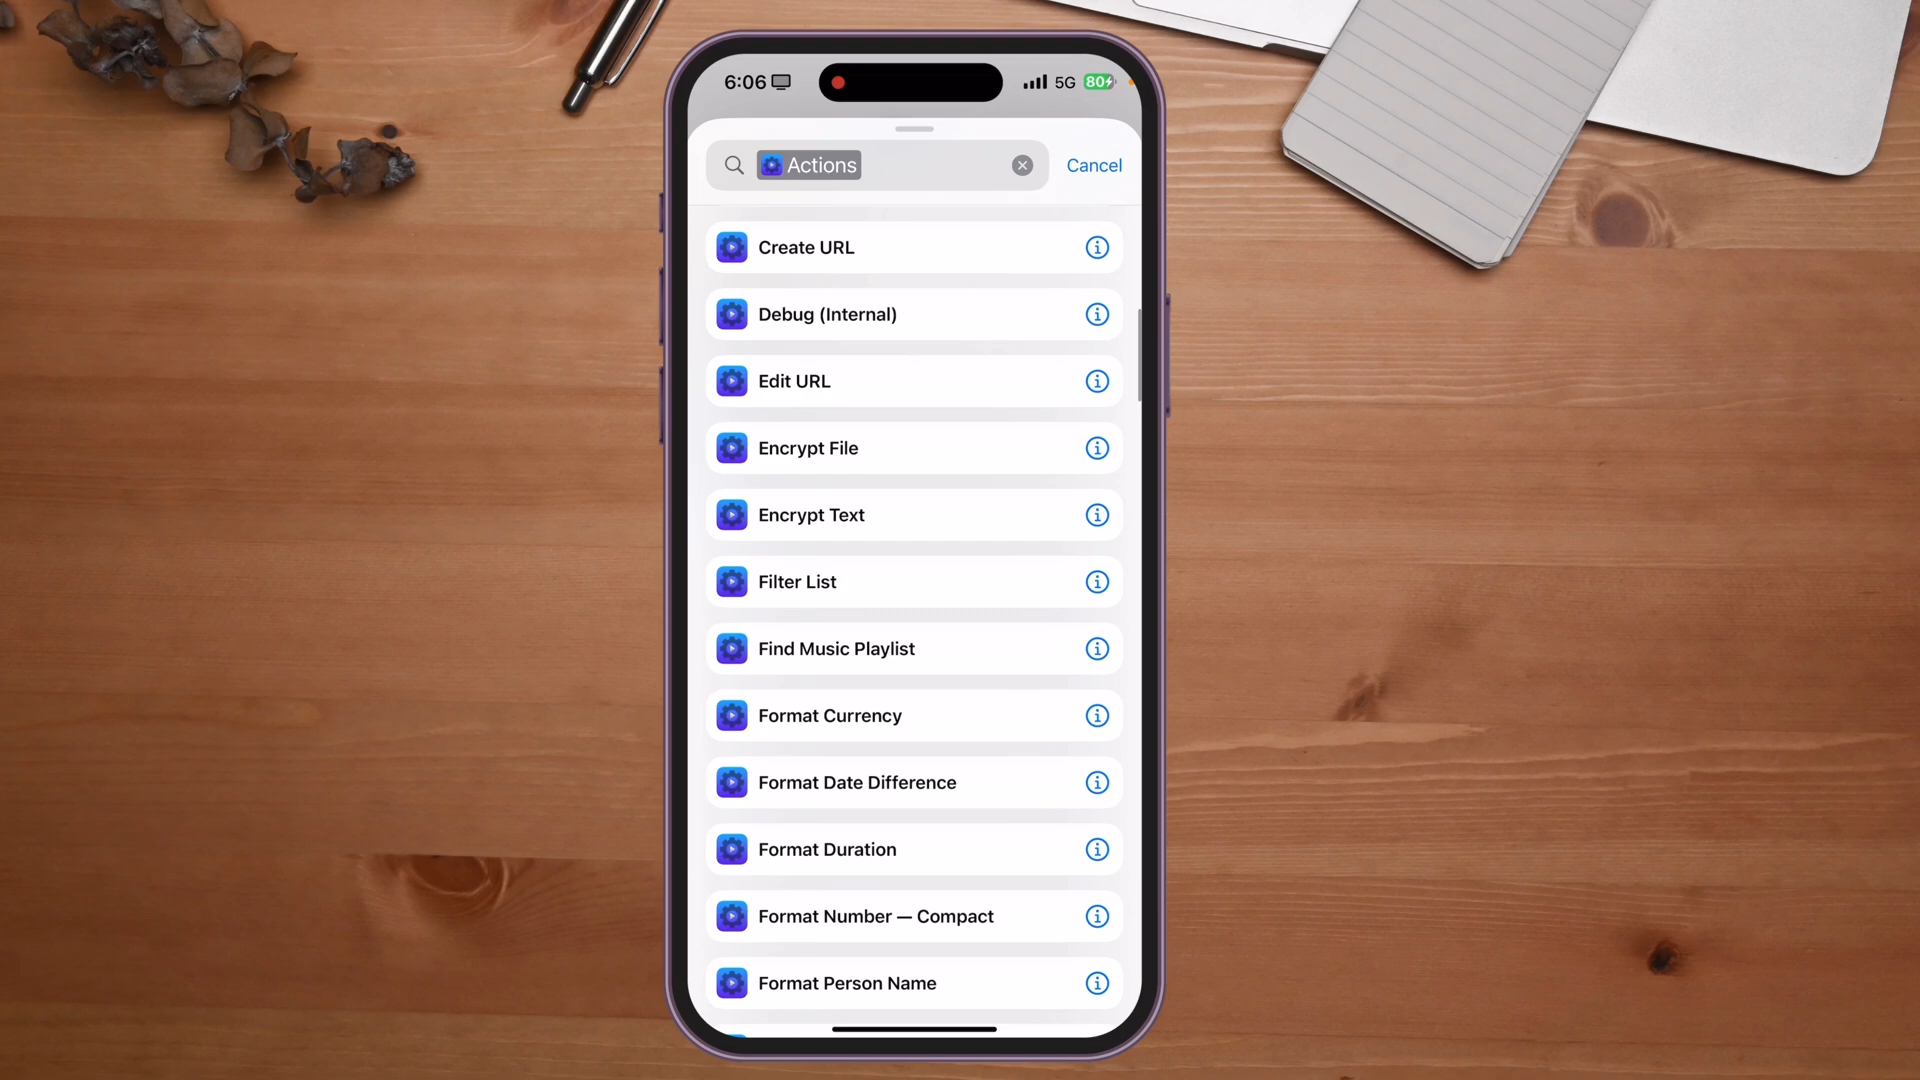 6:06
5G
80
Actions
Cancel
Create URL
Debug (Internal)
Edit URL
Encrypt File
Encrypt Text
Filter List
Find Music Playlist
Format Currency
Format Date Difference
Format Duration
Format Number — Compact
Format Person Name